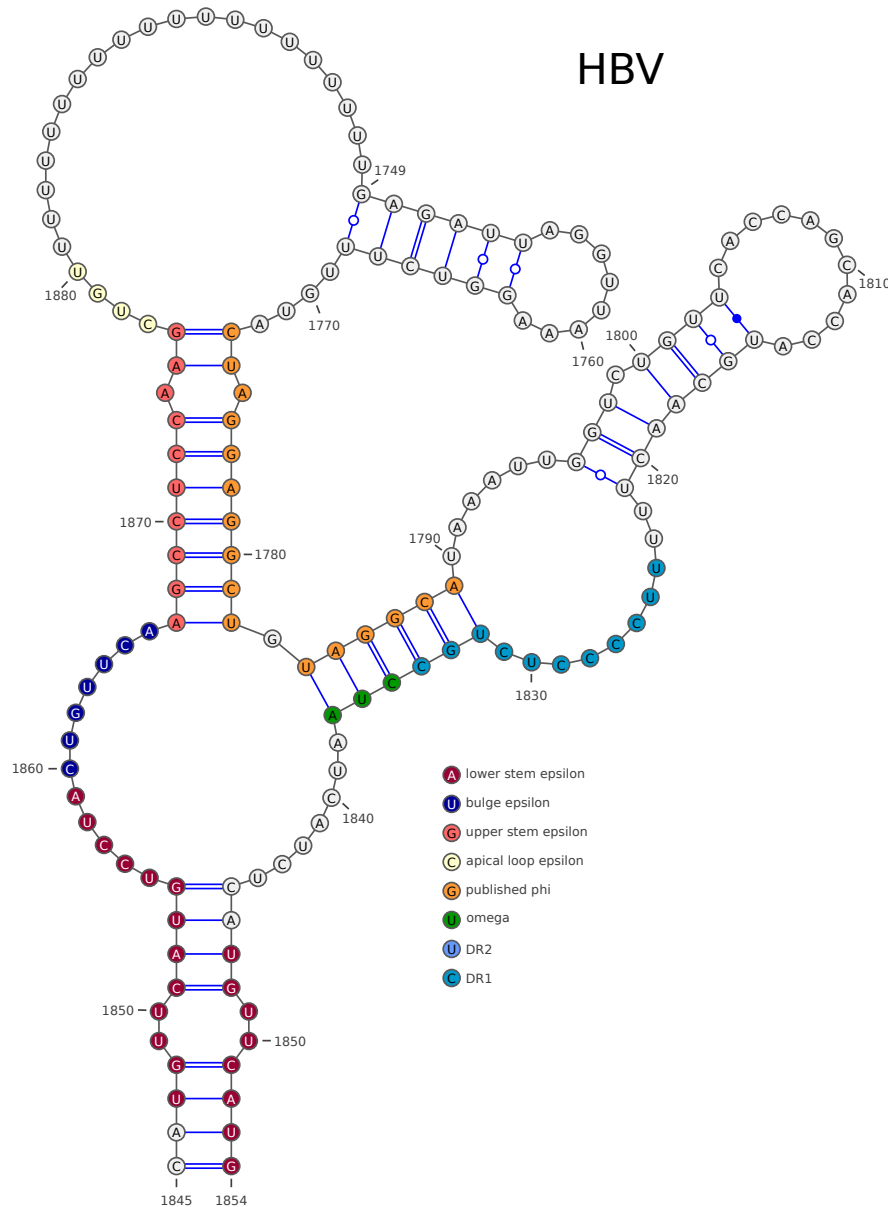 HBV
1749
1880
1770
1760
1800
1810
1820
1870
1780
1790
1830
1860
1840
1850
1850
1845
1854
A lower stem epsilon
U bulge epsilon
G upper stem epsilon
C apical loop epsilon
G published phi
U omega
U DR2
C DR1
C A U G U U C A U G U C C U A C U G U U C A A G C C U C C A A G C U G U U U U U U U U U U U U U U U U U U U U U G A G A U U A G G U U A A A G G U C U U U G U A C U A G G A G G C U G U A G G C A U A A A U U G G U C U G U U C A C C A G C A C C A U G C A A C U U U U U C C C C U C U G C C U A A U C A U C U C A U G U U C A U G